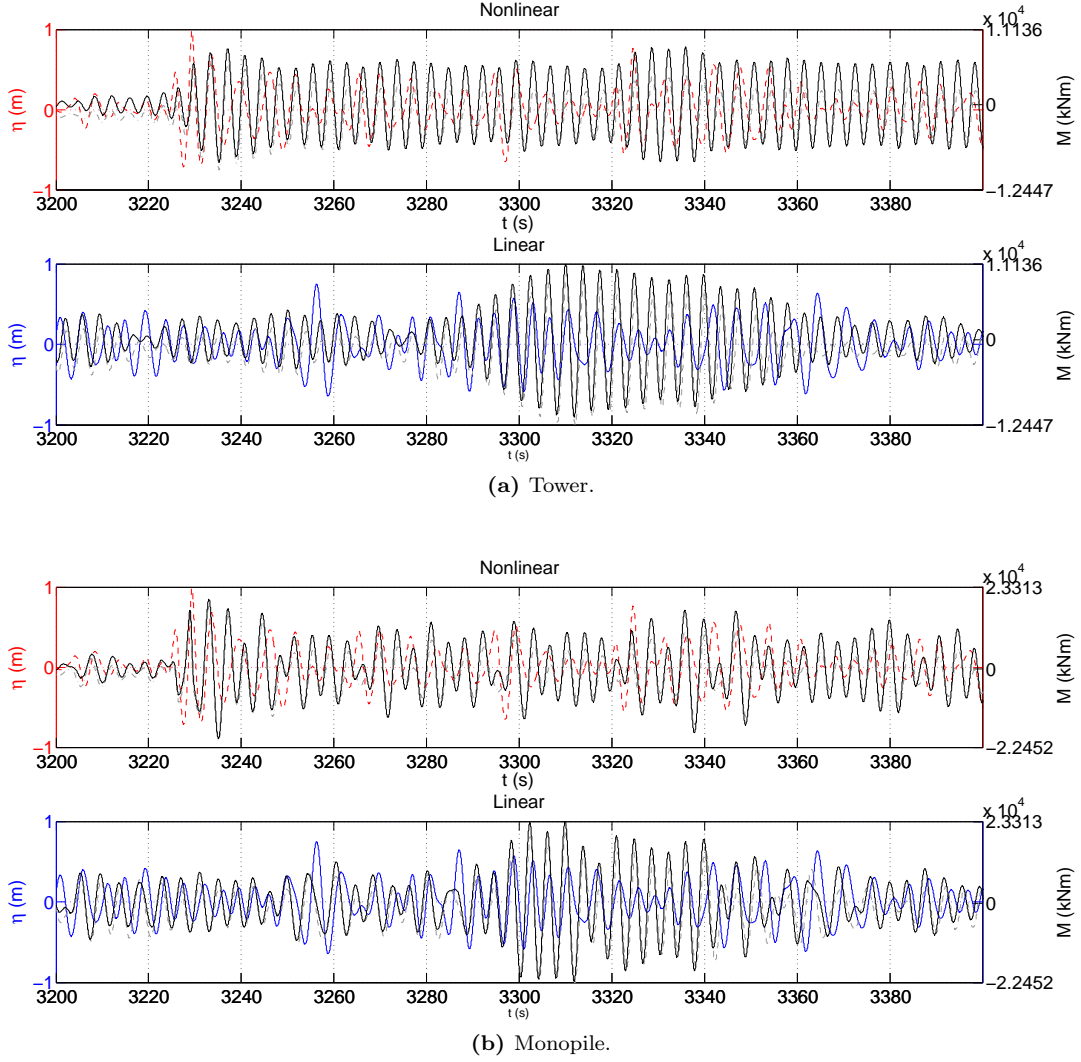 Nonlinear
x 10^4
1
0
−1
η (m)
1.1136
0
−1.2447
M (kNm)
3200 3220 3240 3260 3280 3300 3320 3340 3360 3380
t (s)
Linear
x 10^4
1
0
−1
η (m)
1.1136
0
−1.2447
M (kNm)
3200 3220 3240 3260 3280 3300 3320 3340 3360 3380
t (s)
(a) Tower.
Nonlinear
x 10^4
1
0
−1
η (m)
2.3313
0
−2.2452
M (kNm)
3200 3220 3240 3260 3280 3300 3320 3340 3360 3380
t (s)
Linear
x 10^4
1
0
−1
η (m)
2.3313
0
−2.2452
M (kNm)
3200 3220 3240 3260 3280 3300 3320 3340 3360 3380
t (s)
(b) Monopile.